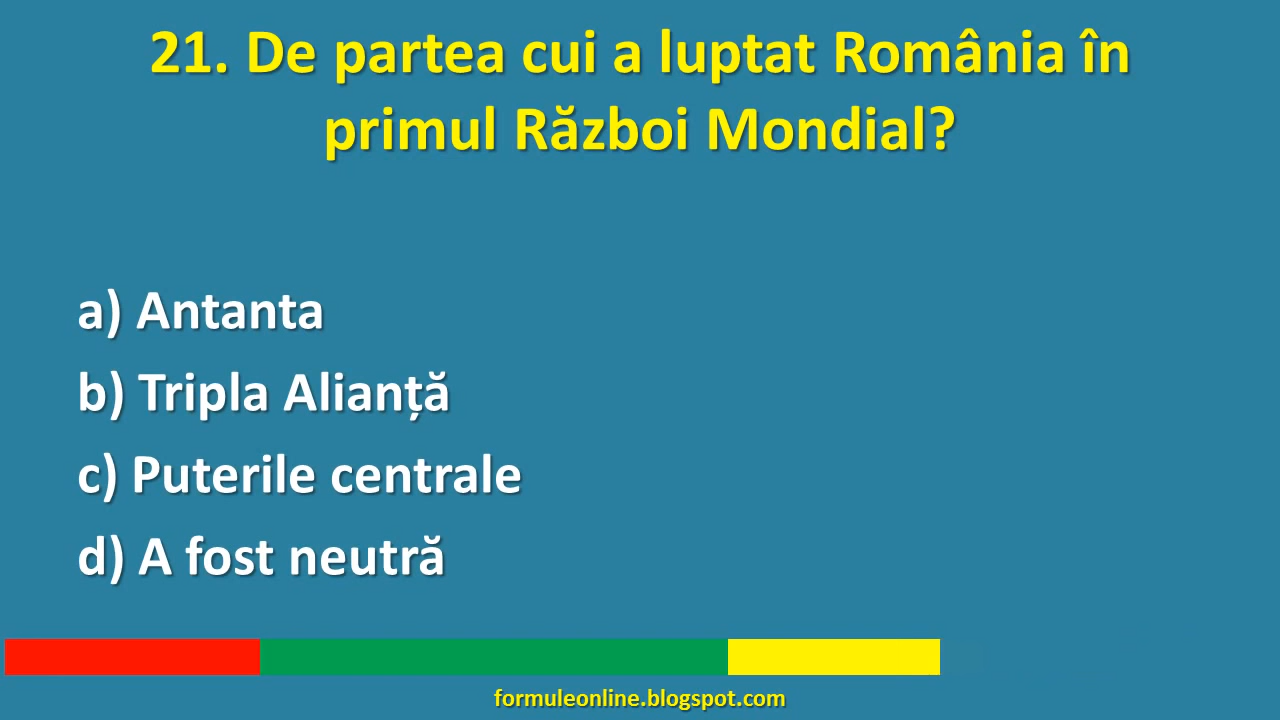 21. De partea cui a luptat România în
primul Război Mondial?
a) Antanta
b) Tripla Alianță
c) Puterile centrale
d) A fost neutră
formuleonline.blogspot.com